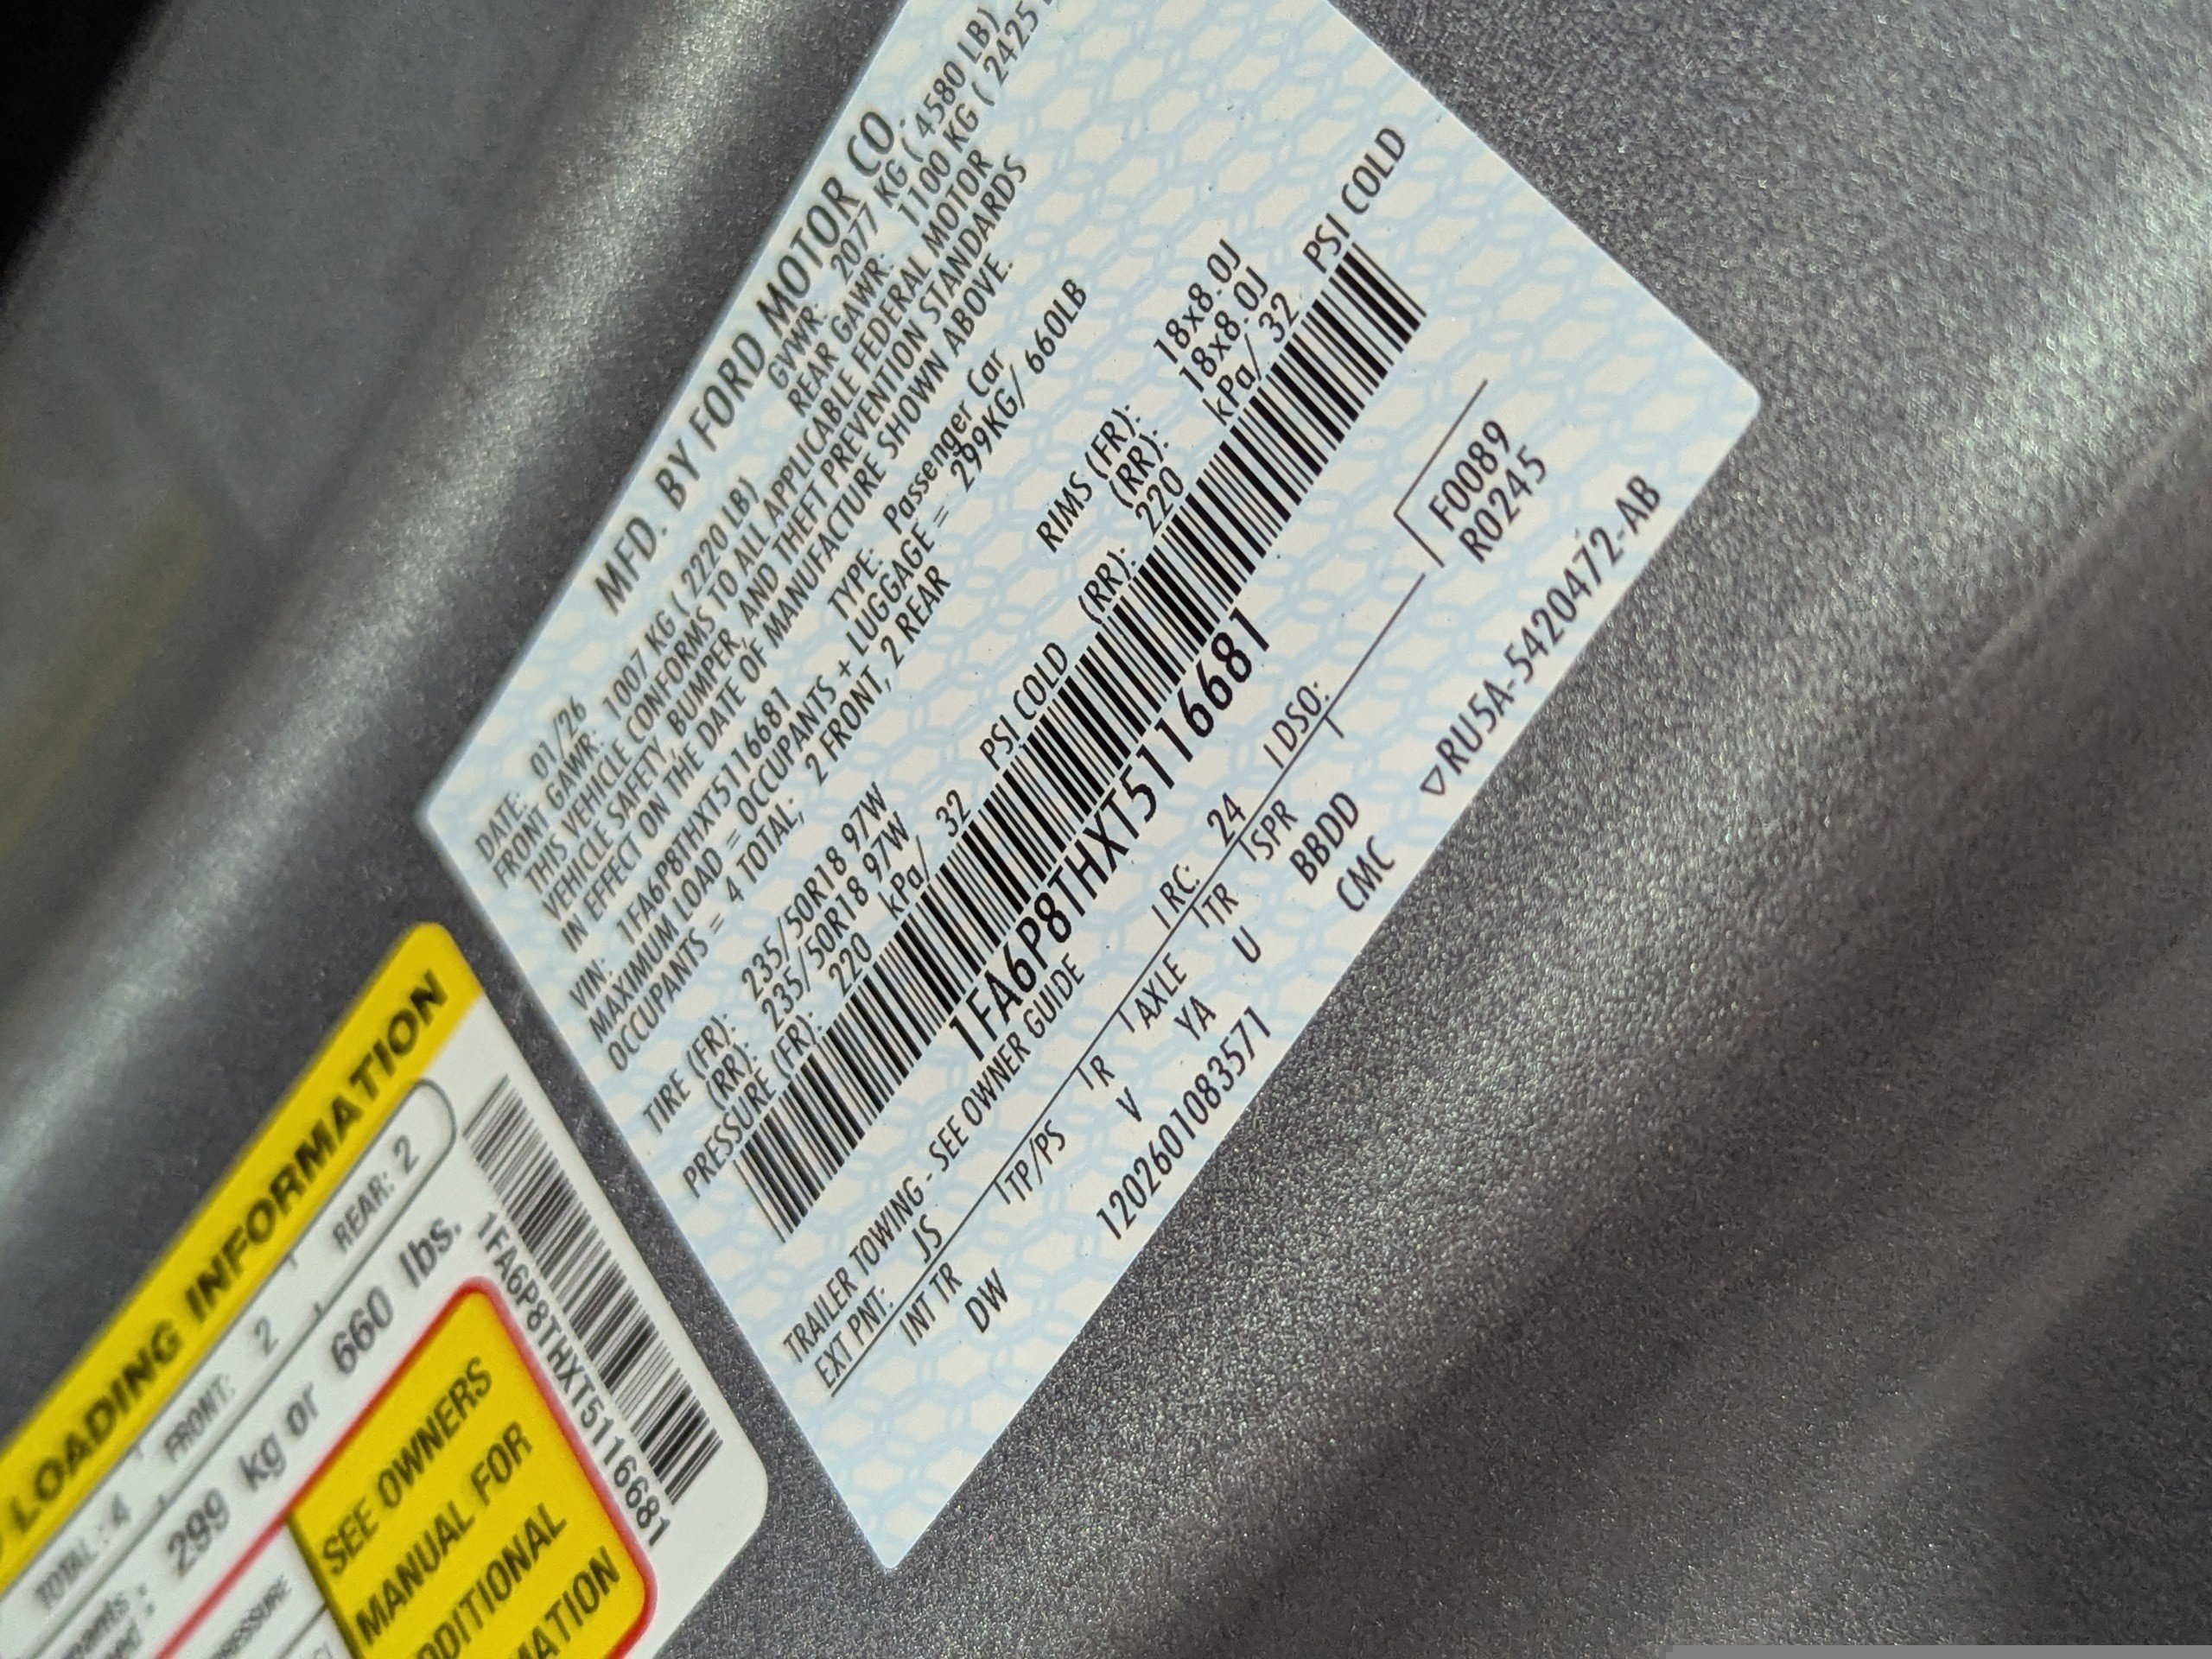 MFD. BY FORD MOTOR CO.
DATE: 01/26 GVWR: 2077 KG ( 4580 LB)
FRONT GAWR: 1007 KG ( 2220 LB) REAR GAWR: 1100 KG ( 2425
THIS VEHICLE CONFORMS TO ALL APPLICABLE FEDERAL MOTOR
VEHICLE SAFETY, BUMPER, AND THEFT PREVENTION STANDARDS
IN EFFECT ON THE DATE OF MANUFACTURE SHOWN ABOVE.
VIN: 1FA6P8THXT5116681 TYPE: Passenger Car
MAXIMUM LOAD = OCCUPANTS + LUGGAGE = 299KG/ 660LB
OCCUPANTS = 4 TOTAL; 2 FRONT, 2 REAR
TIRE (FR): 235/50R18 97W RIMS (FR): 18x8.0J
(RR): 235/50R18 97W (RR): 18x8.0J
PRESSURE (FR): 220 kPa/ 32 PSI COLD (RR): 220 kPa/ 32 PSI COLD
1FA6P8THXT5116681
TRAILER TOWING - SEE OWNER GUIDE
EXT PNT: JS RC: 24 DSO:
INT TR TP/PS R AXLE TR SPR
DW V YA U BBDD
CMC
F0089
R0245
1202601083571
▽RU5A-5420472-AB
LOADING INFORMATION
TOTAL : 4 FRONT: 2 REAR: 2
299 kg or 660 lbs.
1FA6P8THXT5116681
SEE OWNERS
MANUAL FOR
DDITIONAL
MATION